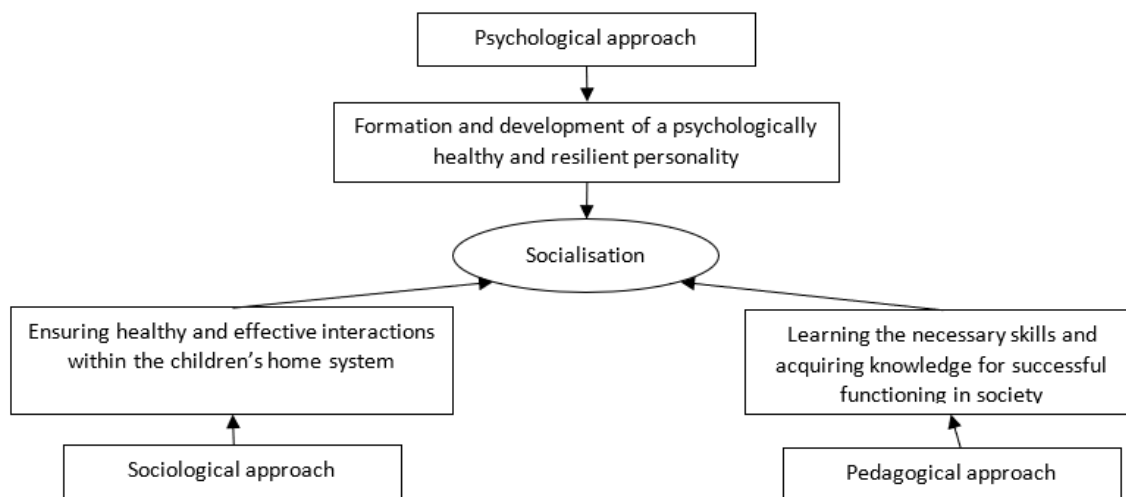 Psychological approach
Formation and development of a psychologically
healthy and resilient personality
Socialisation
Ensuring healthy and effective interactions
within the children's home system
Learning the necessary skills and
acquiring knowledge for successful
functioning in society
Sociological approach
Pedagogical approach